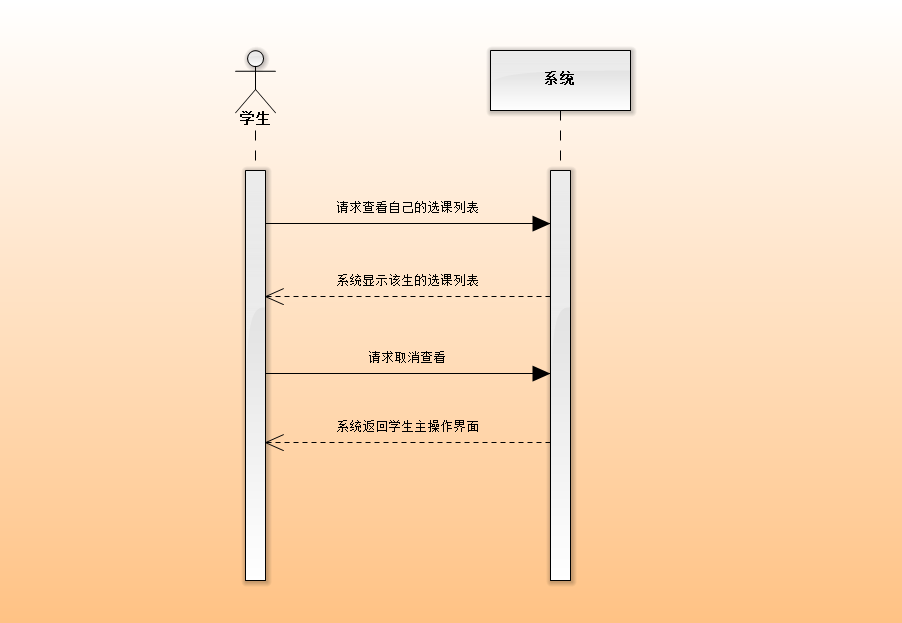 学生
系统
请求查看自己的选课列表
系统显示该生的选课列表
请求取消查看
系统返回学生主操作界面